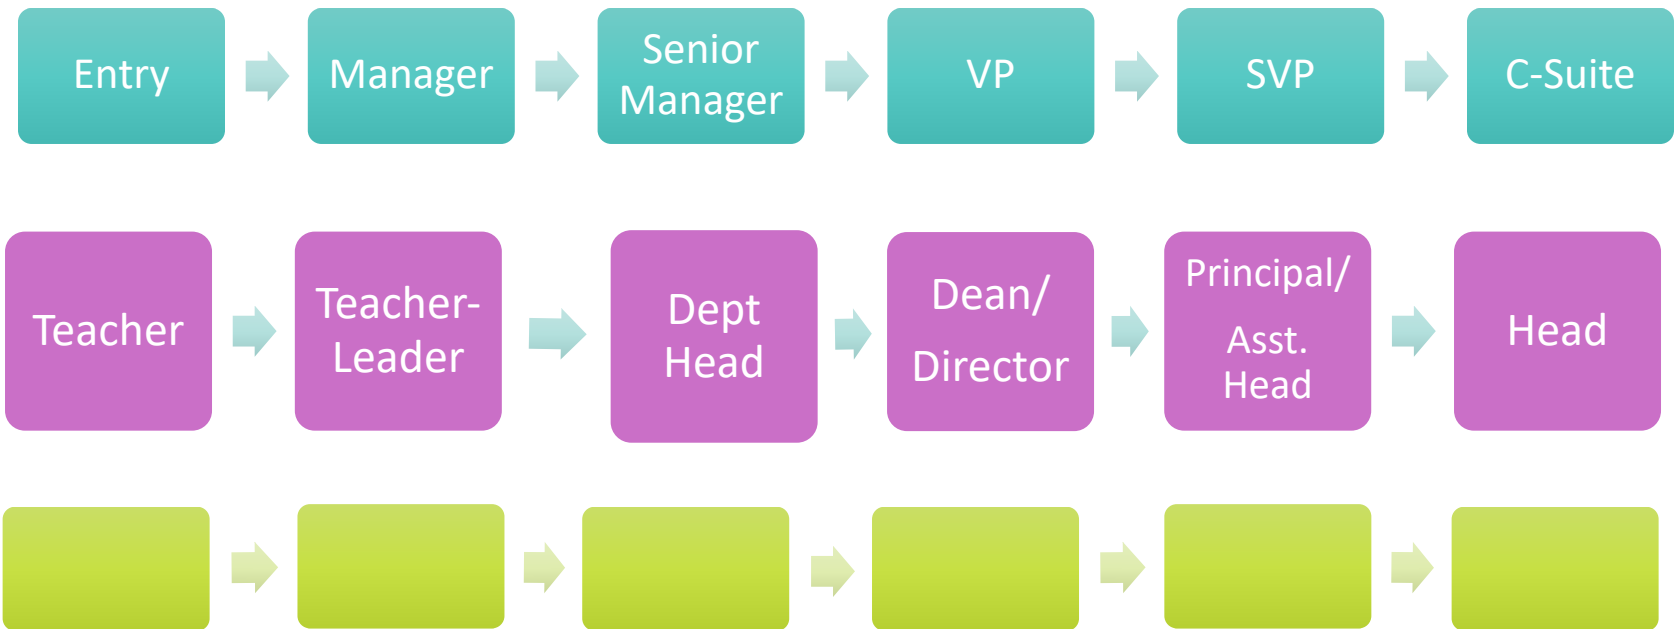 Entry
Manager
Senior
Manager
VP
SVP
C-Suite
Teacher
Teacher-
Leader
Dept
Head
Dean/
Director
Principal/
Asst.
Head
Head